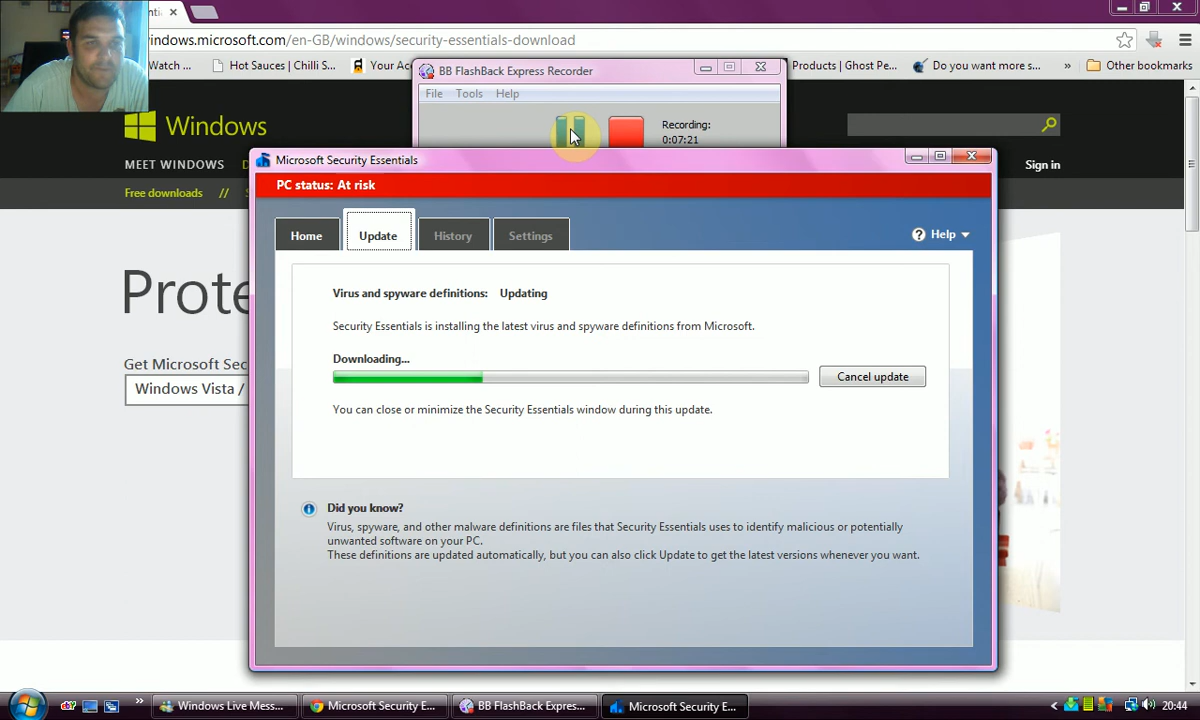 indows.microsoft.com/en-GB/windows/security-essentials-download
Watch ...
Hot Sauces | Chilli S...
Your Acc
Products | Ghost Pe...
Do you want more s...
»
Other bookmarks
BB FlashBack Express Recorder
File Tools Help
Recording:
0:07:21
Windows
MEET WINDOWS
Sign in
Free downloads //
Microsoft Security Essentials
PC status: At risk
Home Update History Settings
Help
Prote
Virus and spyware definitions: Updating
Security Essentials is installing the latest virus and spyware definitions from Microsoft.
Get Microsoft Sec
Downloading...
Cancel update
Windows Vista /
You can close or minimize the Security Essentials window during this update.
Did you know?
Virus, spyware, and other malware definitions are files that Security Essentials uses to identify malicious or potentially
unwanted software on your PC.
These definitions are updated automatically, but you can also click Update to get the latest versions whenever you want.
» Windows Live Mess... Microsoft Security E... BB FlashBack Expres... Microsoft Security E... 20:44